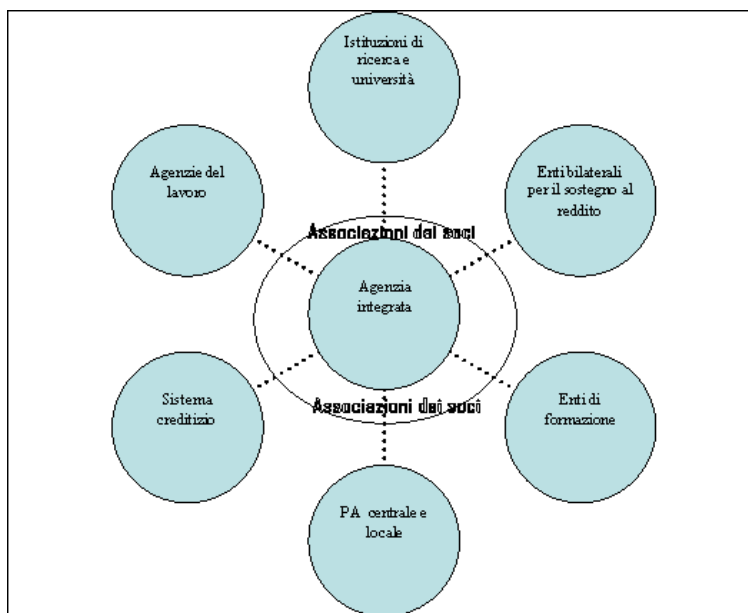 Istituzioni di
ricerca e
università
Agenzie del
lavoro
Enti bilaterali
per il sostegno al
reddito
Associazioni dei soci
Agenzia
integrata
Associazioni dei soci
Sistema
creditizio
Enti di
formazione
PA centrale e
locale